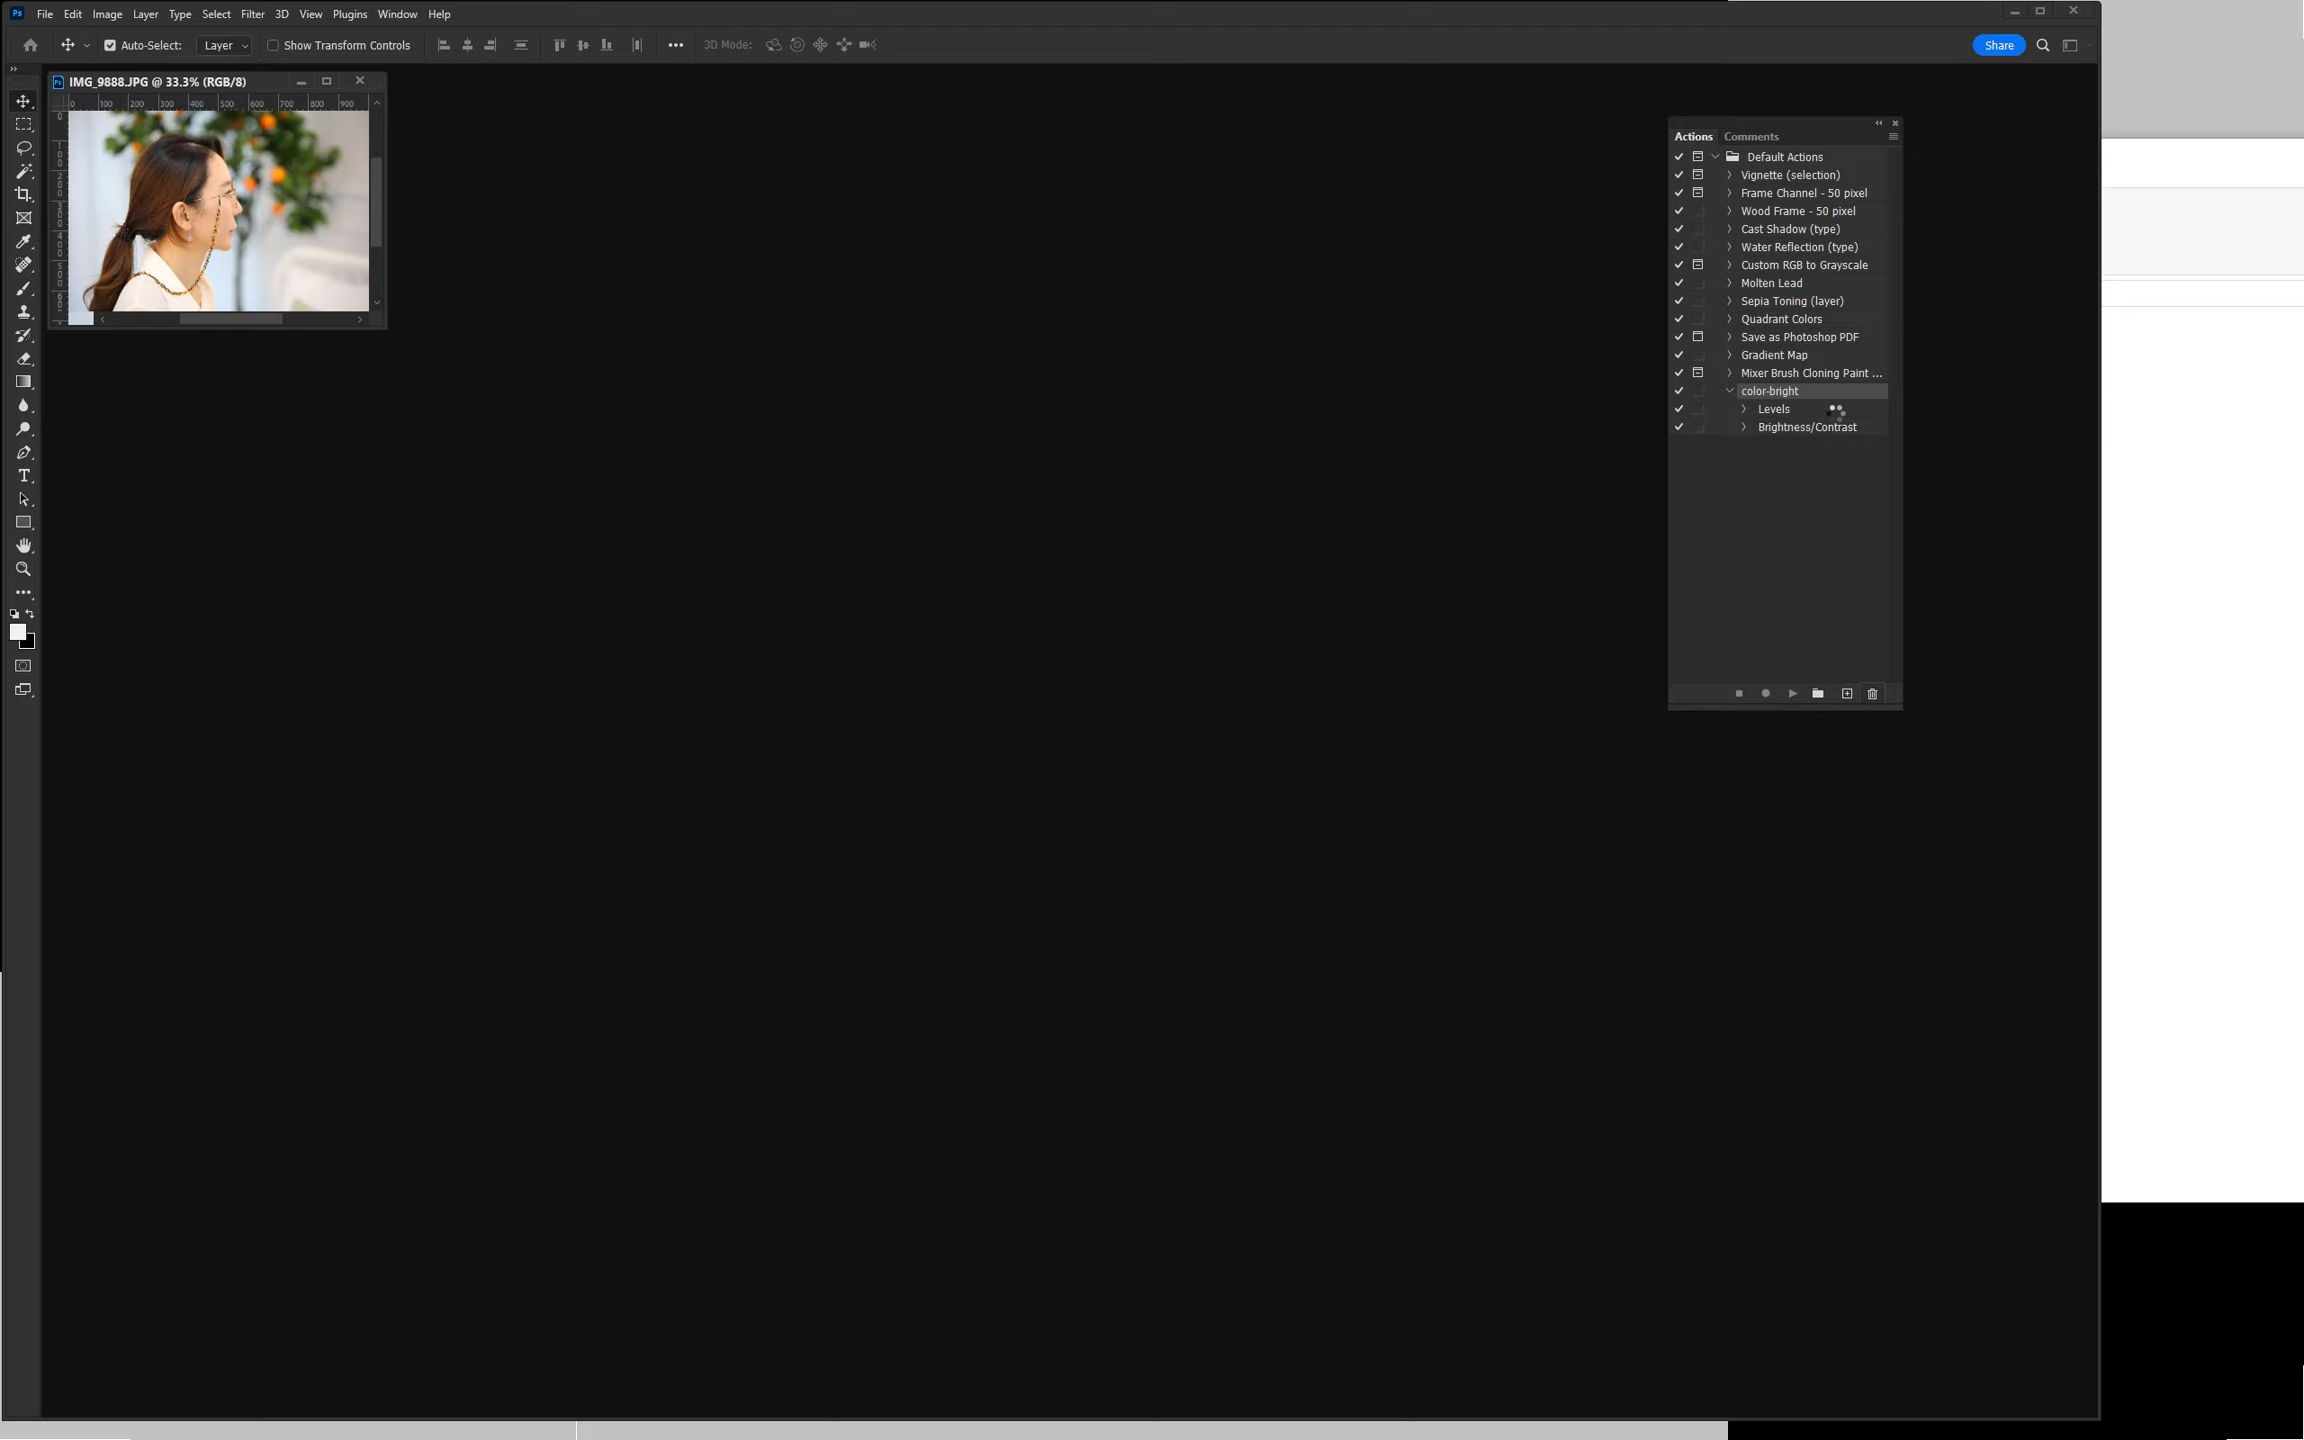 Ps File Edit Image Layer Type Select Filter 3D View Plugins Window Help
Auto-Select: Layer Show Transform Controls 3D Mode: Share
IMG_9888.JPG @ 33.3% (RGB/8)
0 100 200 300 400 500 600 700 800 900
Actions Comments
Default Actions
Vignette (selection)
Frame Channel - 50 pixel
Wood Frame - 50 pixel
Cast Shadow (type)
Water Reflection (type)
Custom RGB to Grayscale
Molten Lead
Sepia Toning (layer)
Quadrant Colors
Save as Photoshop PDF
Gradient Map
Mixer Brush Cloning Paint ...
color-bright
Levels
Brightness/Contrast